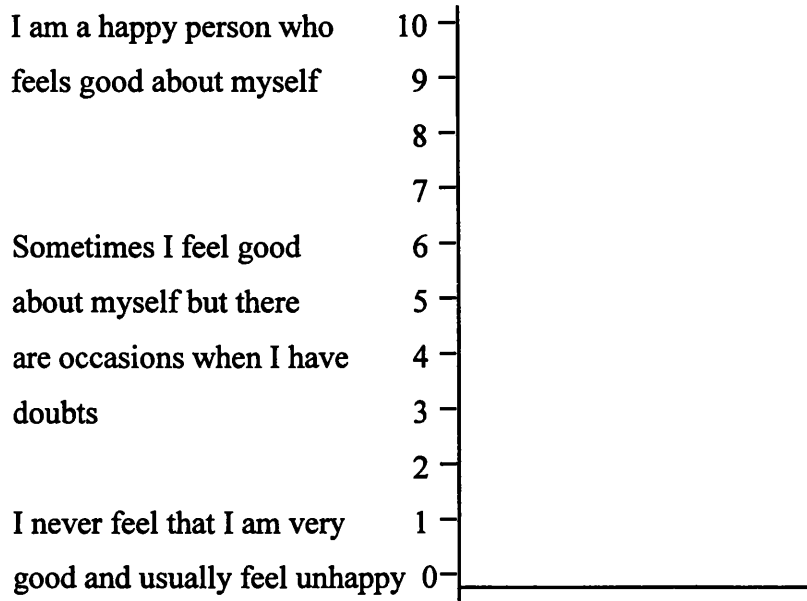 I am a happy person who 10
feels good about myself 9
8
7
Sometimes I feel good 6
about myself but there 5
are occasions when I have 4
doubts 3
2
I never feel that I am very 1
good and usually feel unhappy 0